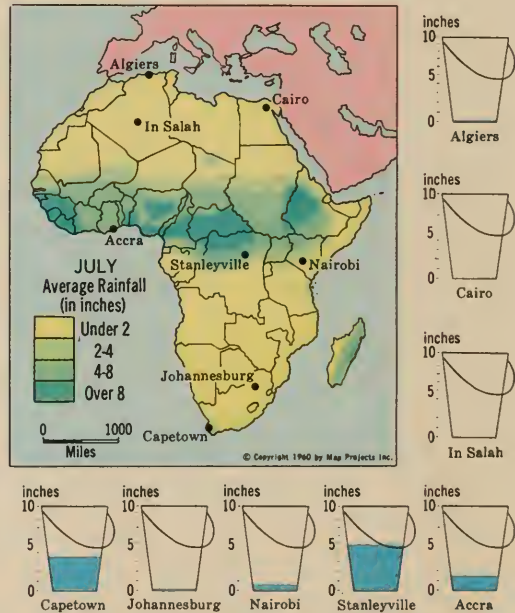 Algiers
Cairo
In Salah
Accra
Stanleyville
Nairobi
JULY
Average Rainfall
(in inches)
Under 2
2-4
4-8
Over 8
Johannesburg
Capetown
0 1000
Miles
© Copyright 1960 by Map Projects Inc.
inches
10
5
0
Algiers
inches
10
5
0
Cairo
inches
10
5
0
In Salah
inches
10
5
0
Capetown
inches
10
5
0
Johannesburg
inches
10
5
0
Nairobi
inches
10
5
0
Stanleyville
inches
10
5
0
Accra